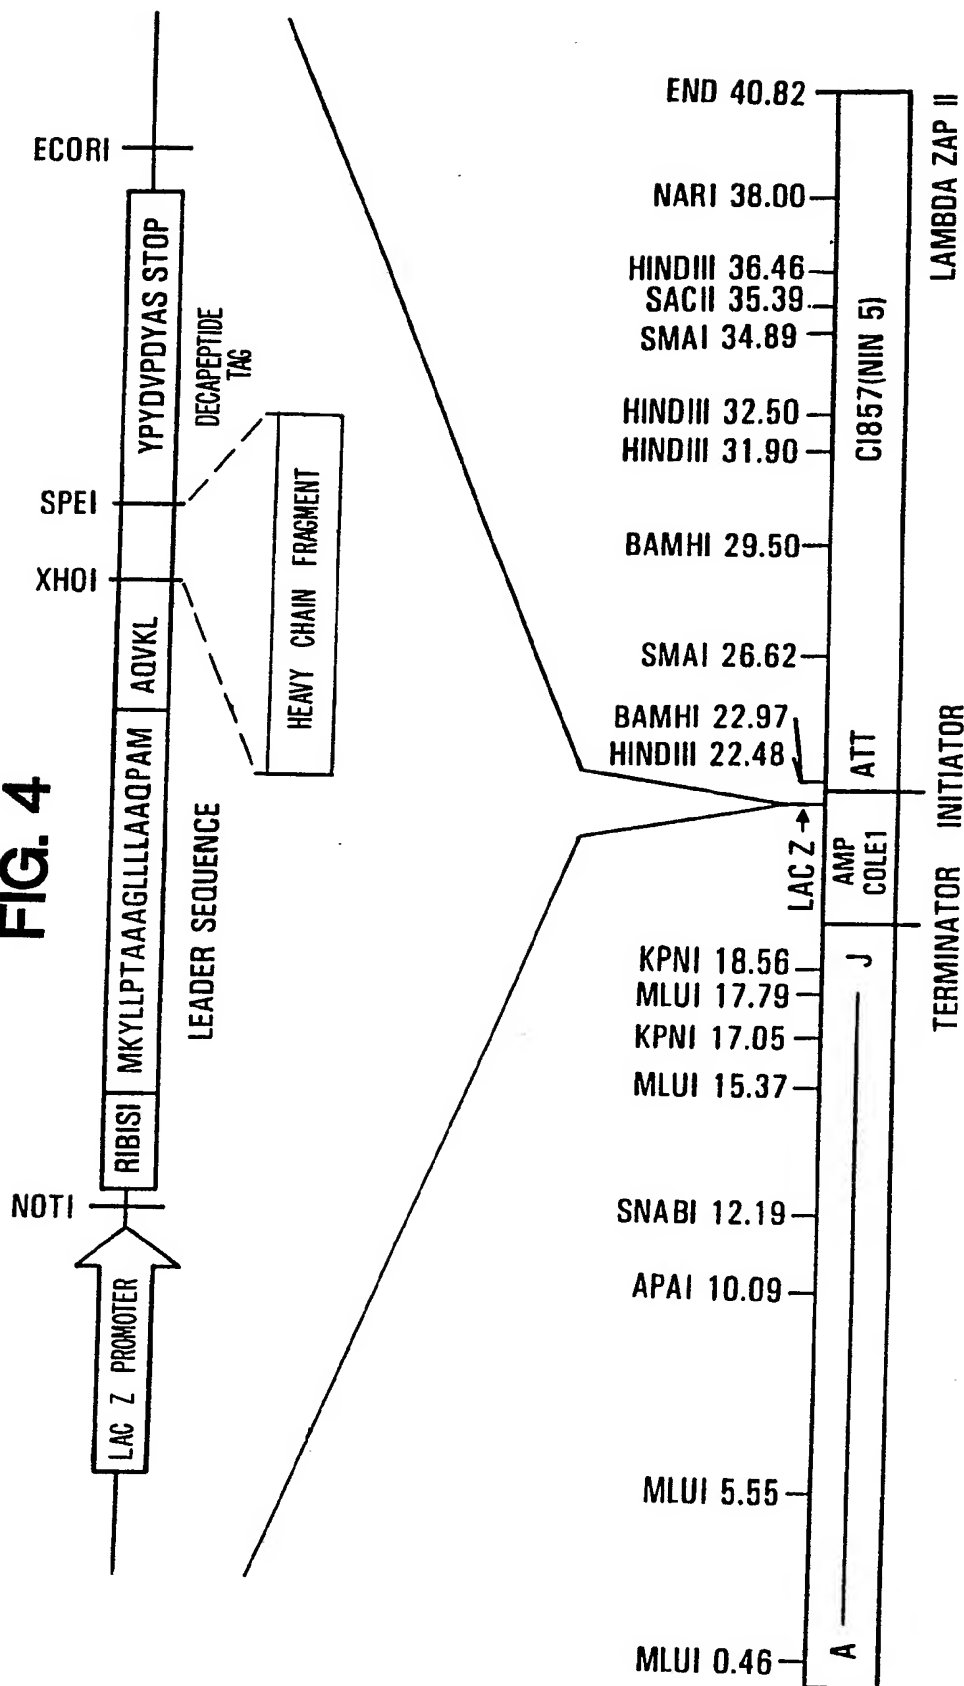 FIG. 4
LAC Z PROMOTER
NOTI
RIBISI
MKYLLPTAAAGLLLLAAQPAM
AQVKL
XHOI
SPEI
YPYDVPDYAS STOP
ECORI
LEADER SEQUENCE
DECAPEPTIDE
TAG
HEAVY CHAIN FRAGMENT
END 40.82
NARI 38.00
HINDIII 36.46
SACII 35.39
SMAI 34.89
HINDIII 32.50
HINDIII 31.90
BAMHI 29.50
SMAI 26.62
BAMHI 22.97
HINDIII 22.48
LAC Z
KPNI 18.56
MLUI 17.79
KPNI 17.05
MLUI 15.37
SNABI 12.19
APAI 10.09
MLUI 5.55
MLUI 0.46
A
J
AMP
COLE1
ATT
CI857(NIN 5)
TERMINATOR
INITIATOR
LAMBDA ZAP II